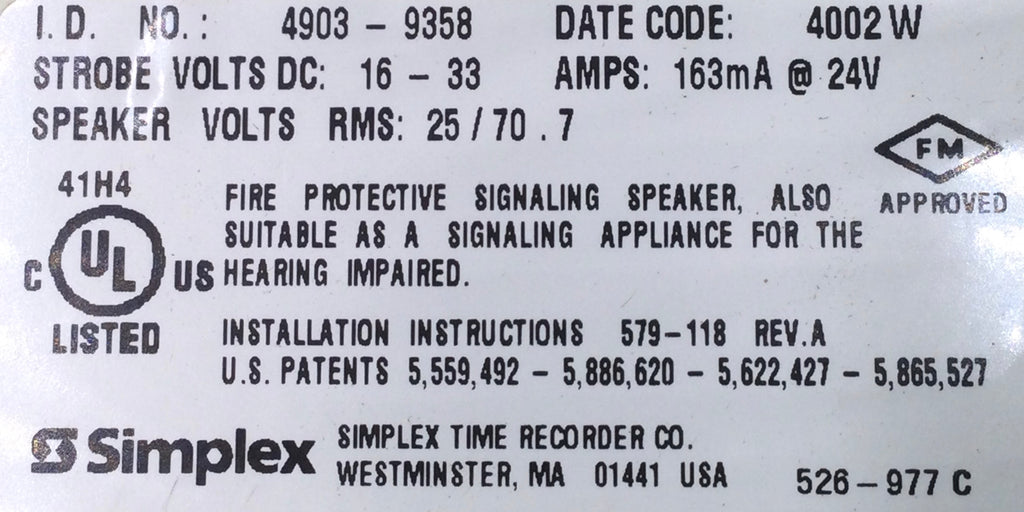 I.D. NO.: 4903 - 9358 DATE CODE: 4002 W
STROBE VOLTS DC: 16 - 33 AMPS: 163mA @ 24V
SPEAKER VOLTS RMS: 25 / 70 . 7
FM
APPROVED
41H4
C UL US
LISTED
FIRE PROTECTIVE SIGNALING SPEAKER, ALSO
SUITABLE AS A SIGNALING APPLIANCE FOR THE
HEARING IMPAIRED.
INSTALLATION INSTRUCTIONS 579-118 REV.A
U.S. PATENTS 5,559,492 - 5,886,620 - 5,622,427 - 5,865,527
Simplex
SIMPLEX TIME RECORDER CO.
WESTMINSTER, MA 01441 USA
526 - 977 C